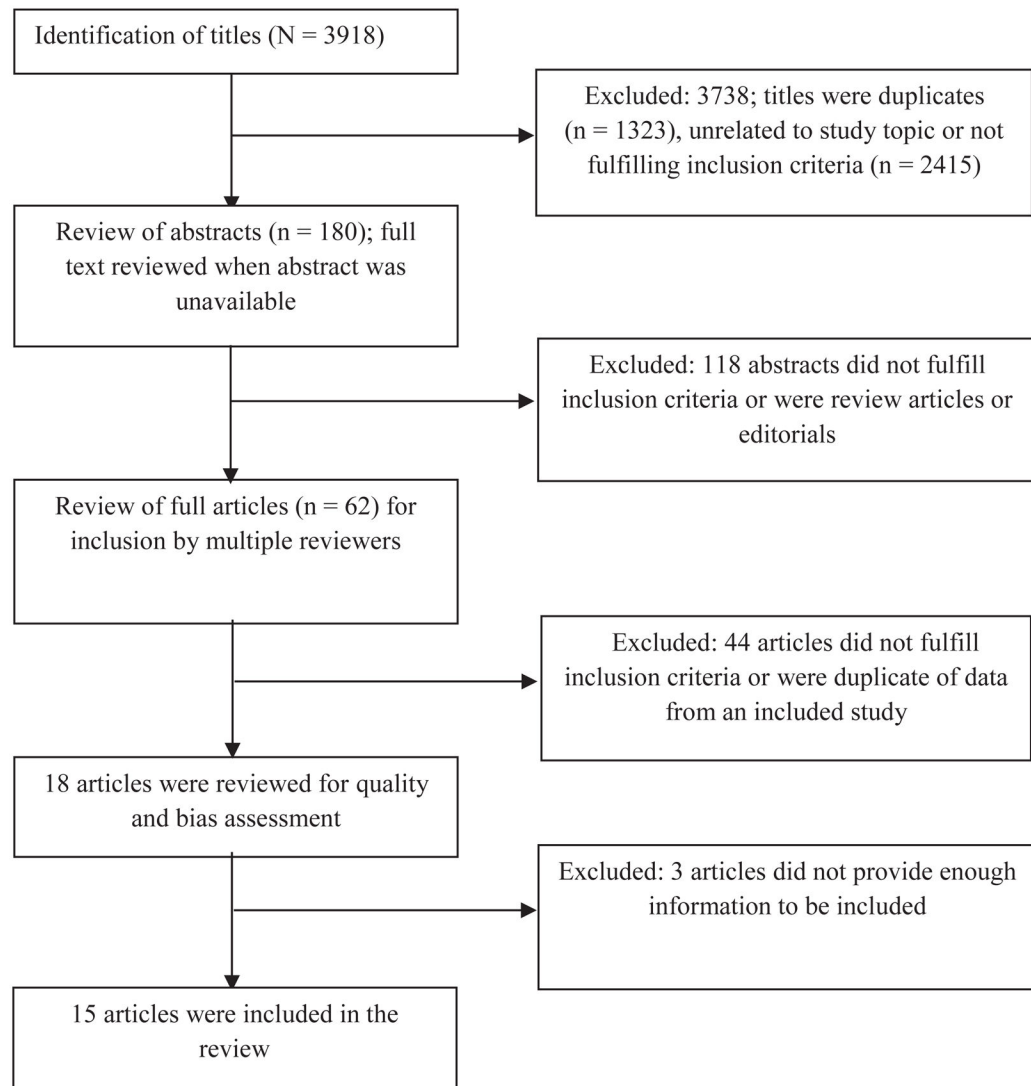 Identification of titles (N = 3918)
Excluded: 3738; titles were duplicates
(n = 1323), unrelated to study topic or not
fulfilling inclusion criteria (n = 2415)
Review of abstracts (n = 180); full
text reviewed when abstract was
unavailable
Excluded: 118 abstracts did not fulfill
inclusion criteria or were review articles or
editorials
Review of full articles (n = 62) for
inclusion by multiple reviewers
Excluded: 44 articles did not fulfill
inclusion criteria or were duplicate of data
from an included study
18 articles were reviewed for quality
and bias assessment
Excluded: 3 articles did not provide enough
information to be included
15 articles were included in the
review